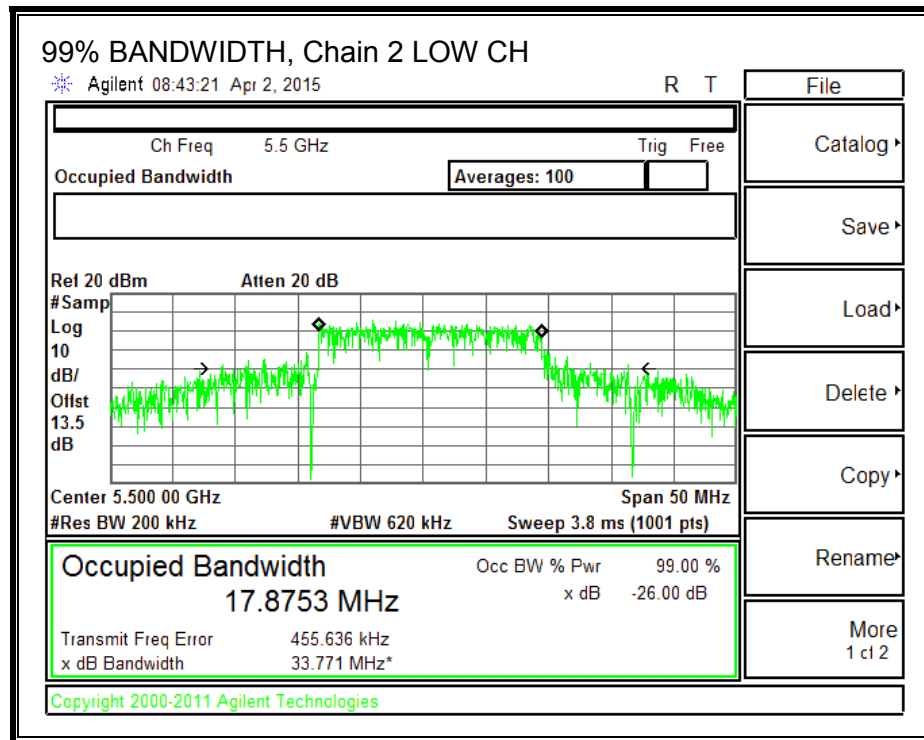 99% BANDWIDTH, Chain 2 LOW CH
Agilent 08:43:21 Apr 2, 2015 R T
File
Ch Freq 5.5 GHz Trig Free
Occupied Bandwidth Averages: 100
Catalog
Save
Ref 20 dBm Atten 20 dB
#Samp
Log
10
dB/
Offst
13.5
dB
Load
Delete
Center 5.500 00 GHz Span 50 MHz
#Res BW 200 kHz #VBW 620 kHz Sweep 3.8 ms (1001 pts)
Copy
Occupied Bandwidth Occ BW % Pwr 99.00 %
17.8753 MHz x dB -26.00 dB
Transmit Freq Error 455.636 kHz
x dB Bandwidth 33.771 MHz*
Rename
More
1 of 2
Copyright 2000-2011 Agilent Technologies